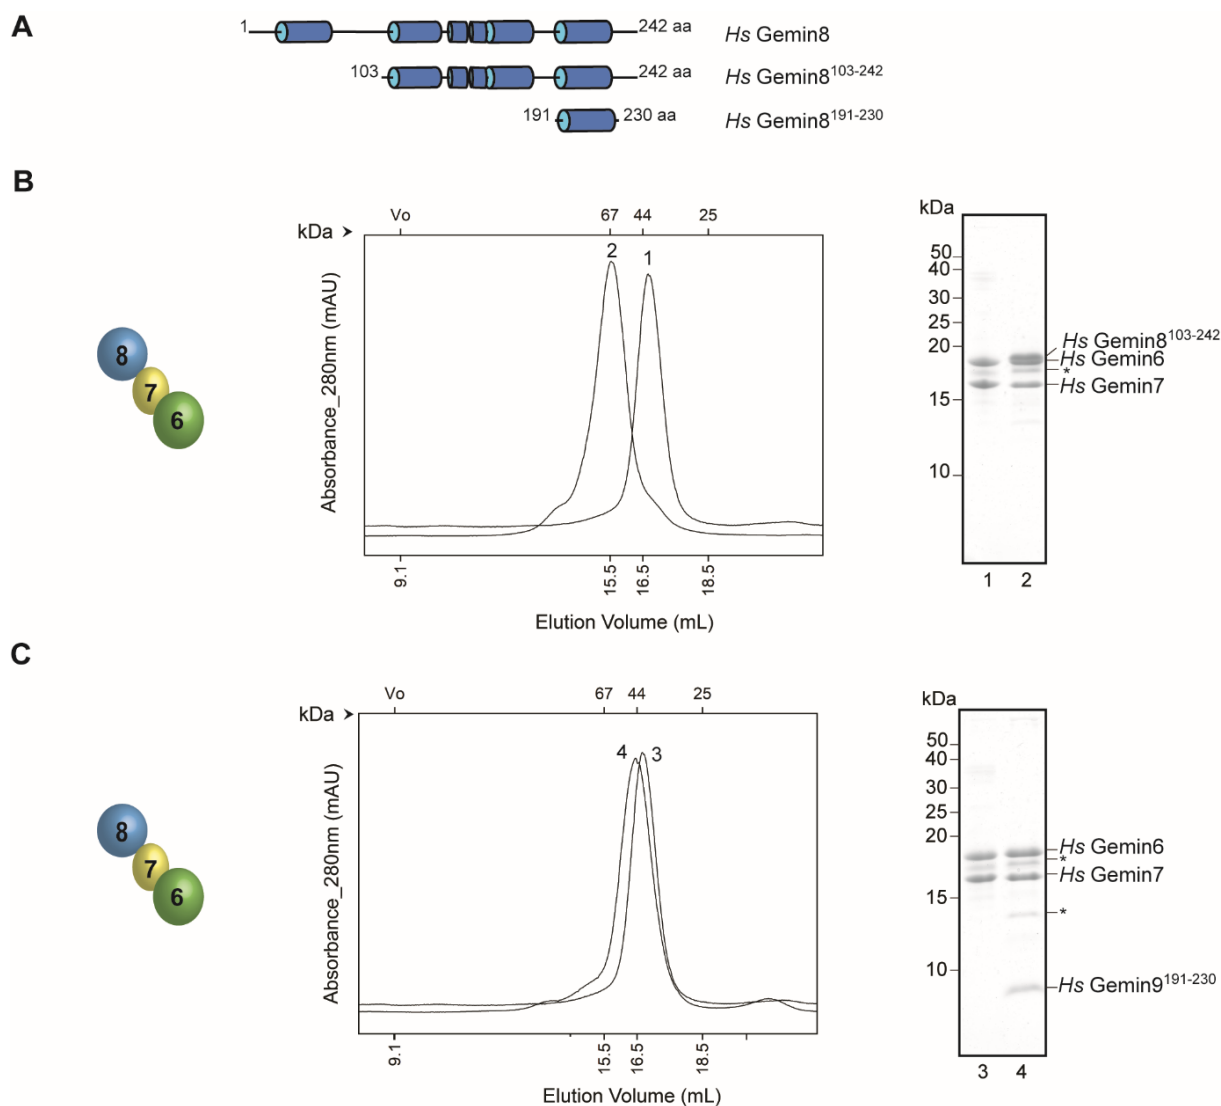 A
1 242 aa Hs Gemin8
103 242 aa Hs Gemin8103-242
191 230 aa Hs Gemin8191-230
B
8
7
6
kDa
Vo 67 44 25
2 1
Absorbance_280nm (mAU)
9.1 15.5 16.5 18.5
Elution Volume (mL)
kDa
50
40
30
25
20
15
10
Hs Gemin8103-242
Hs Gemin6
*
Hs Gemin7
1 2
C
8
7
6
kDa
Vo 67 44 25
4 3
Absorbance_280nm (mAU)
9.1 15.5 16.5 18.5
Elution Volume (mL)
kDa
50
40
30
25
20
15
10
Hs Gemin6
*
Hs Gemin7
*
Hs Gemin9191-230
3 4